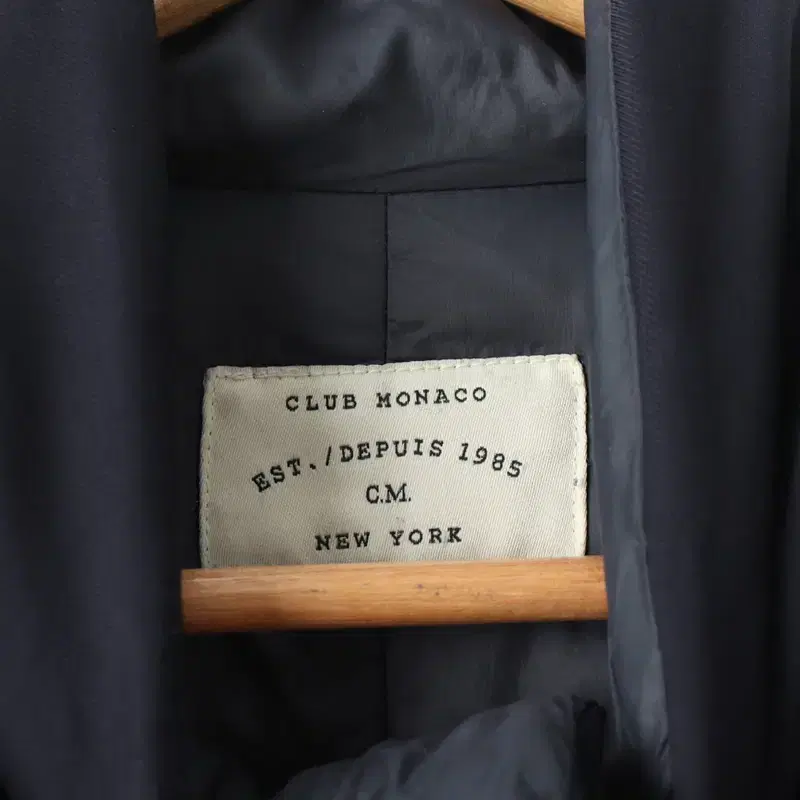 CLUB MONACO
EST./DEPUIS 1985
C.M.
NEW YORK